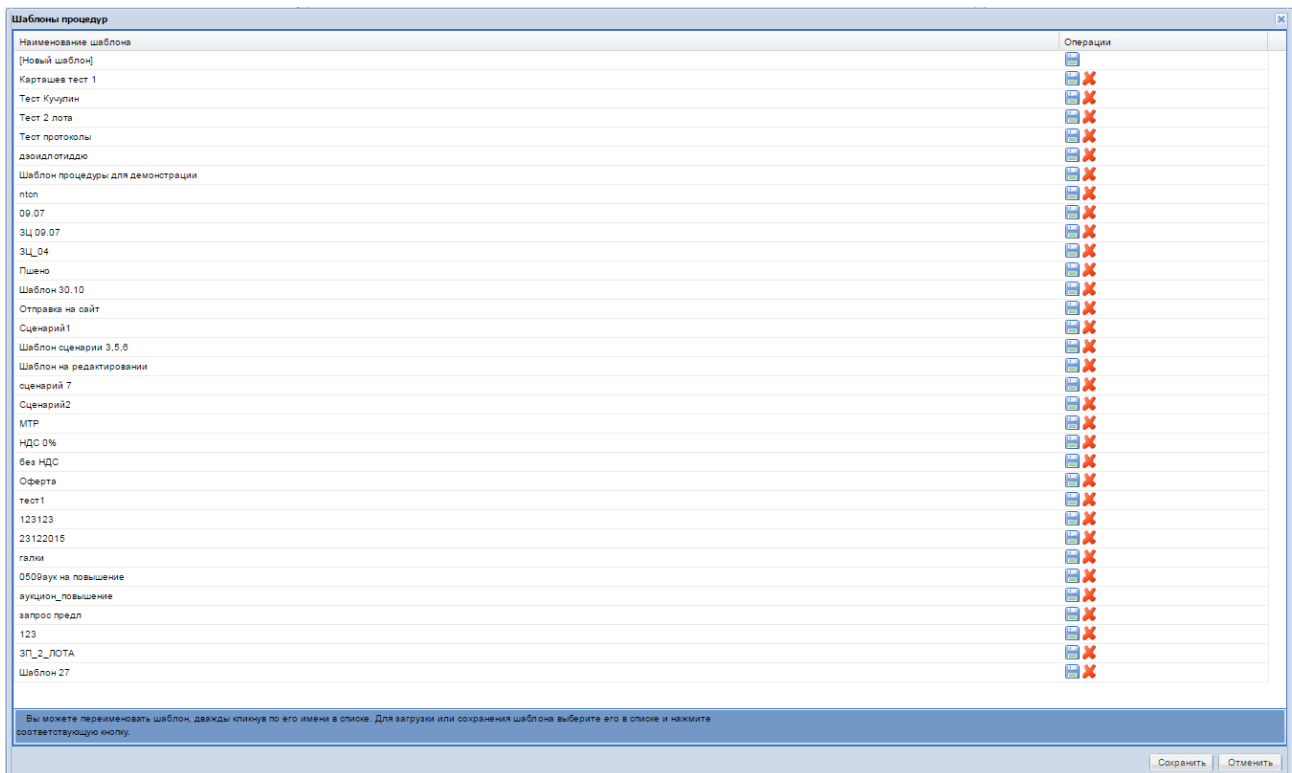 Шаблоны процедур
Наименование шаблона Операции
[Новый шаблон]
Карташев тест 1
Тест Кучулин
Тест 2 лота
Тест протоколы
дзоидлотиддю
Шаблон процедуры для демонстрации
ntcn
09.07
ЗЦ 09.07
ЗЦ_04
Пшено
Шаблон 30.10
Отправка на сайт
Сценарий1
Шаблон сценарии 3,5,6
Шаблон на редактировании
сценарий 7
Сценарий2
МТР
НДС 0%
без НДС
Оферта
тест1
123123
23122015
галки
0509аук на повышение
аукцион_повышение
запрос предл
123
ЗП_2_ЛОТА
Шаблон 27
Вы можете переименовать шаблон, дважды кликнув по его имени в списке. Для загрузки или сохранения шаблона выберите его в списке и нажмите
соответствующую кнопку.
Сохранить Отменить